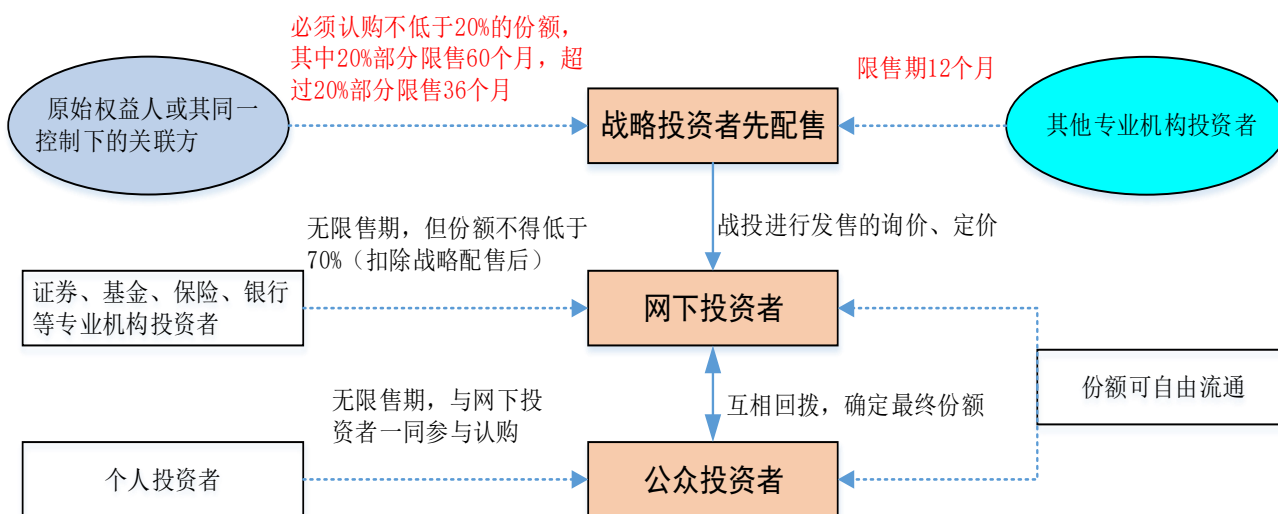 必须认购不低于20%的份额，
其中20%部分限售60个月，超
过20%部分限售36个月
限售期12个月
原始权益人或其同一
控制下的关联方
战略投资者先配售
其他专业机构投资者
无限售期，但份额不得低于
70%（扣除战略配售后）
战投进行发售的询价、定价
证券、基金、保险、银行
等专业机构投资者
网下投资者
无限售期，与网下投
资者一同参与认购
互相回拨，确定最终份额
份额可自由流通
个人投资者
公众投资者